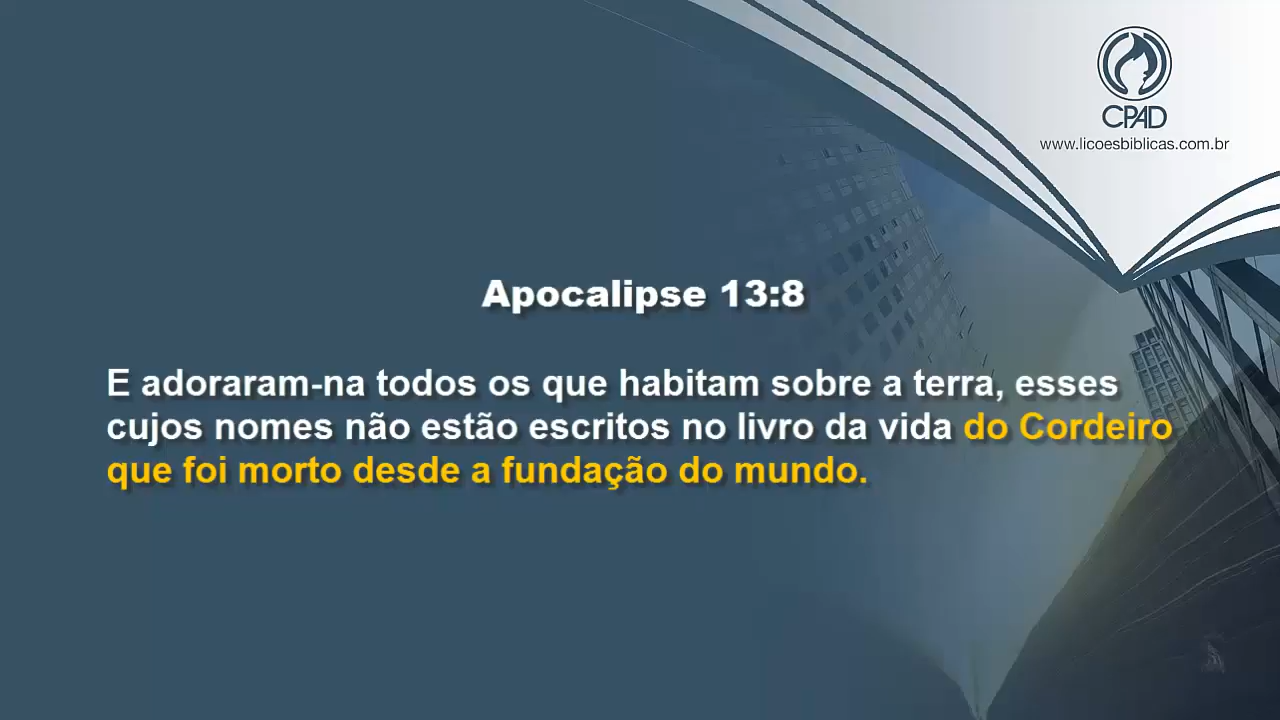 CPAD
www.licoesbiblicas.com.br
Apocalipse 13:8
E adoraram-na todos os que habitam sobre a terra, esses
cujos nomes não estão escritos no livro da vida do Cordeiro
que foi morto desde a fundação do mundo.